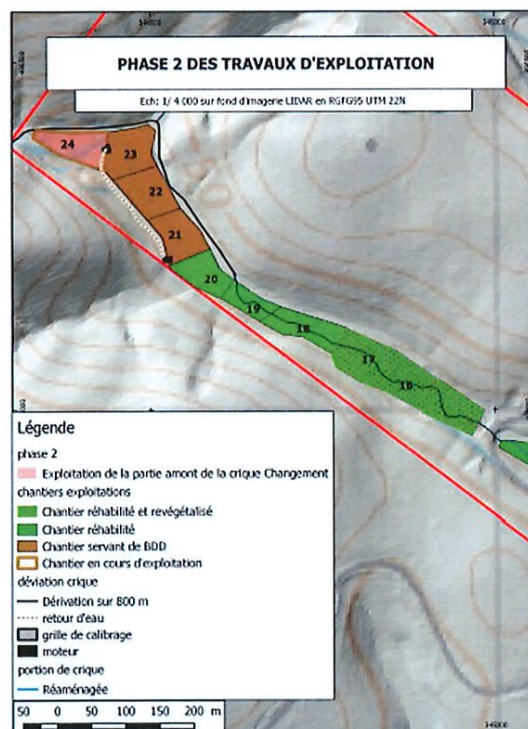 PHASE 2 DES TRAVAUX D'EXPLOITATION
Ech: 1/ 4 000 sur fond d'imagerie LIDAR en RGFG95 UTM 22N
24
23
22
21
20
19
18
17
16
Légende
phase 2
Exploitation de la partie amont de la crique Changement
chantiers exploitations
Chantier réhabilité et revégétalisé
Chantier réhabilité
Chantier servant de BDD
Chantier en cours d'exploitation
déviation crique
Dérivation sur 800 m
retour d'eau
grille de calibrage
moteur
portion de crique
Réaménagée
50 0 50 100 150 200 m